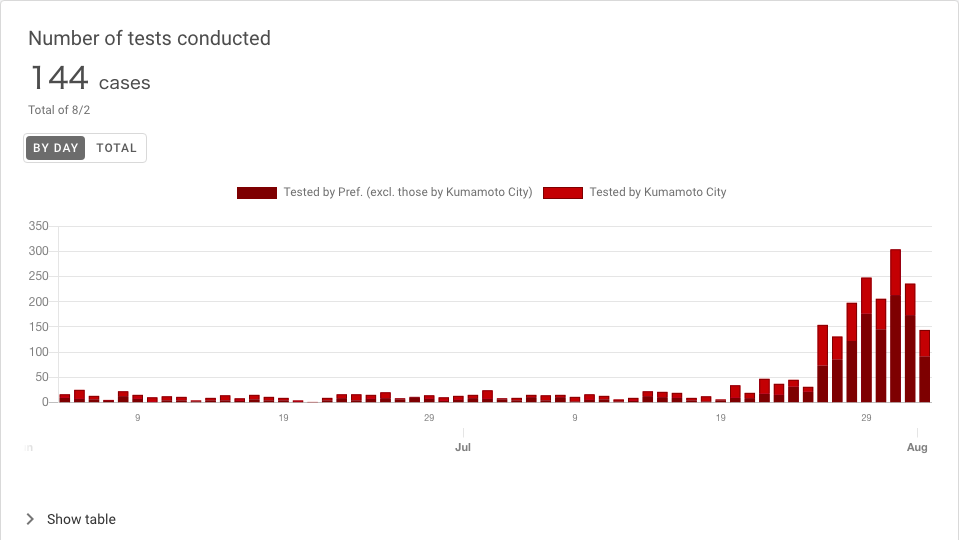 Number of tests conducted
144 cases
Total of 8/2
BY DAY TOTAL
Tested by Pref. (excl. those by Kumamoto City) Tested by Kumamoto City
350
300
250
200
150
100
50
0
9 19 29 9 19 29
n Jul Aug
Show table